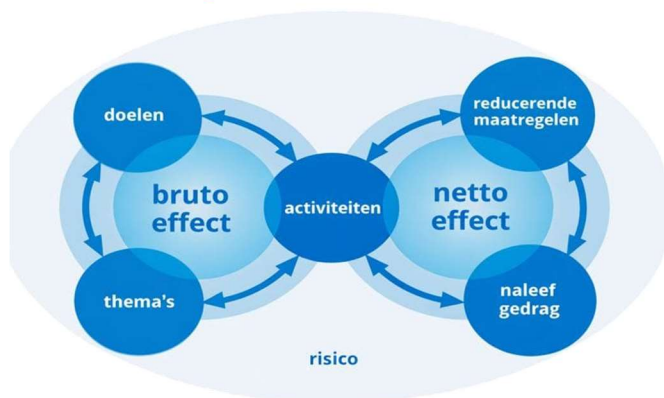 doelen
reducerende
maatregelen
bruto
effect
activiteiten
netto
effect
thema's
naleef
gedrag
risico